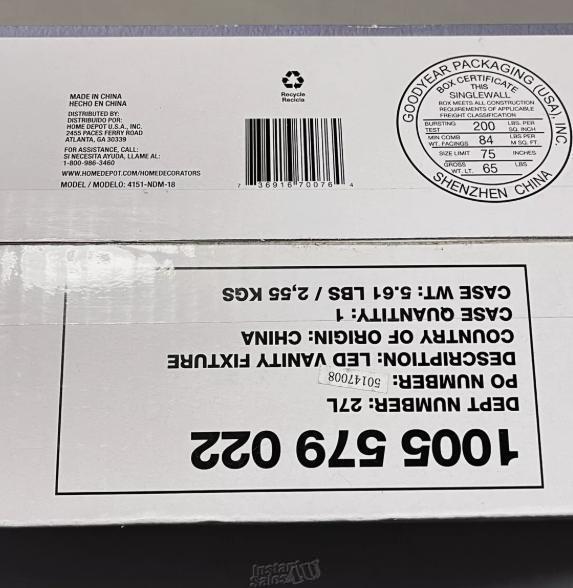 MADE IN CHINA
HECHO EN CHINA
DISTRIBUTED BY:
DISTRIBUIDO POR:
HOME DEPOT U.S.A., INC.
2455 PACES FERRY ROAD
ATLANTA, GA 30339
FOR ASSISTANCE, CALL:
SI NECESITA AYUDA, LLAME AL:
1-800-986-3460
WWW.HOMEDEPOT.COM/HOMEDECORATORS
MODEL / MODELO: 4151-NDM-18
Recycle
Recicla
7 36916 70076 4
GOODYEAR PACKAGING (USA), INC.
BOX CERTIFICATE
THIS
SINGLEWALL
BOX MEETS ALL CONSTRUCTION
REQUIREMENTS OF APPLICABLE
FREIGHT CLASSIFICATION
BURSTING TEST 200 LBS. PER SQ. INCH
MIN COMB WT. FACINGS 84 LBS. PER M SQ. FT.
SIZE LIMIT 75 INCHES
GROSS WT. LT. 65 LBS
SHENZHEN CHINA
1005 579 022
DEPT NUMBER: 27L
PO NUMBER: 50147008
DESCRIPTION: LED VANITY FIXTURE
COUNTRY OF ORIGIN: CHINA
CASE QUANTITY: 1
CASE WT: 5.61 LBS / 2,55 KGS
Instant
Sales